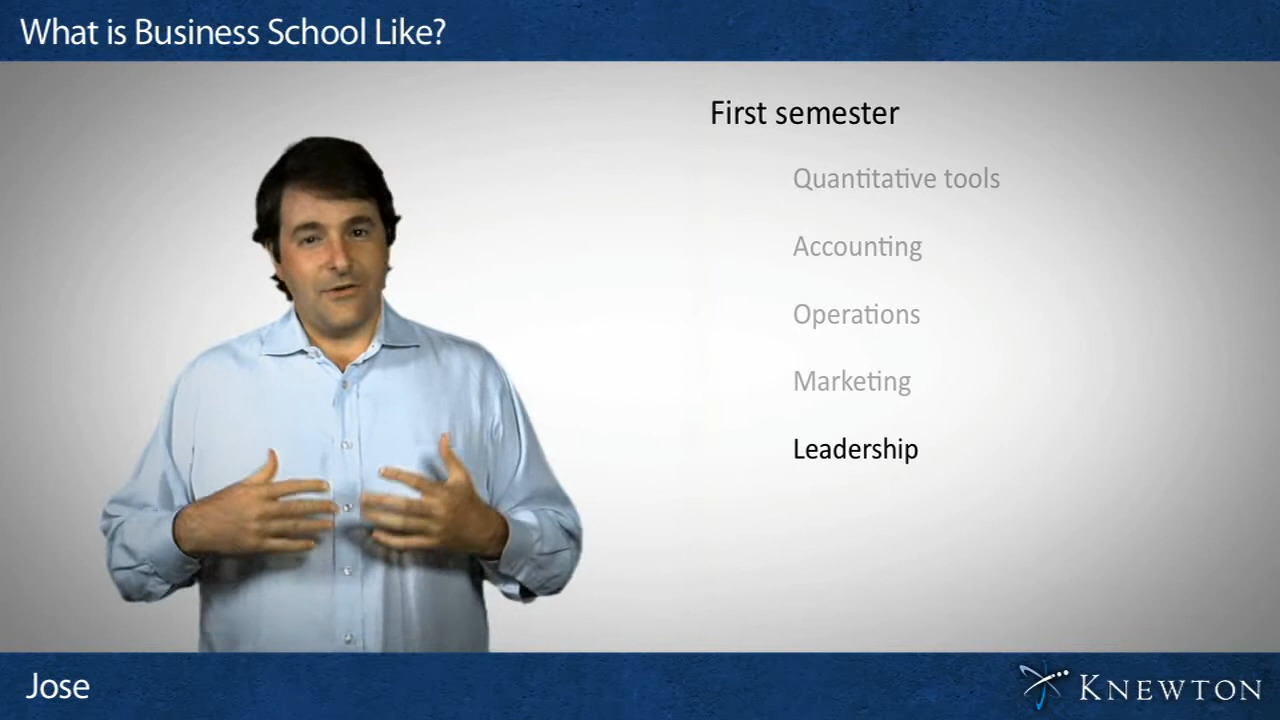 What is Business School Like?
First semester
Quantitative tools
Accounting
Operations
Marketing
Leadership
Jose
KNEWTON